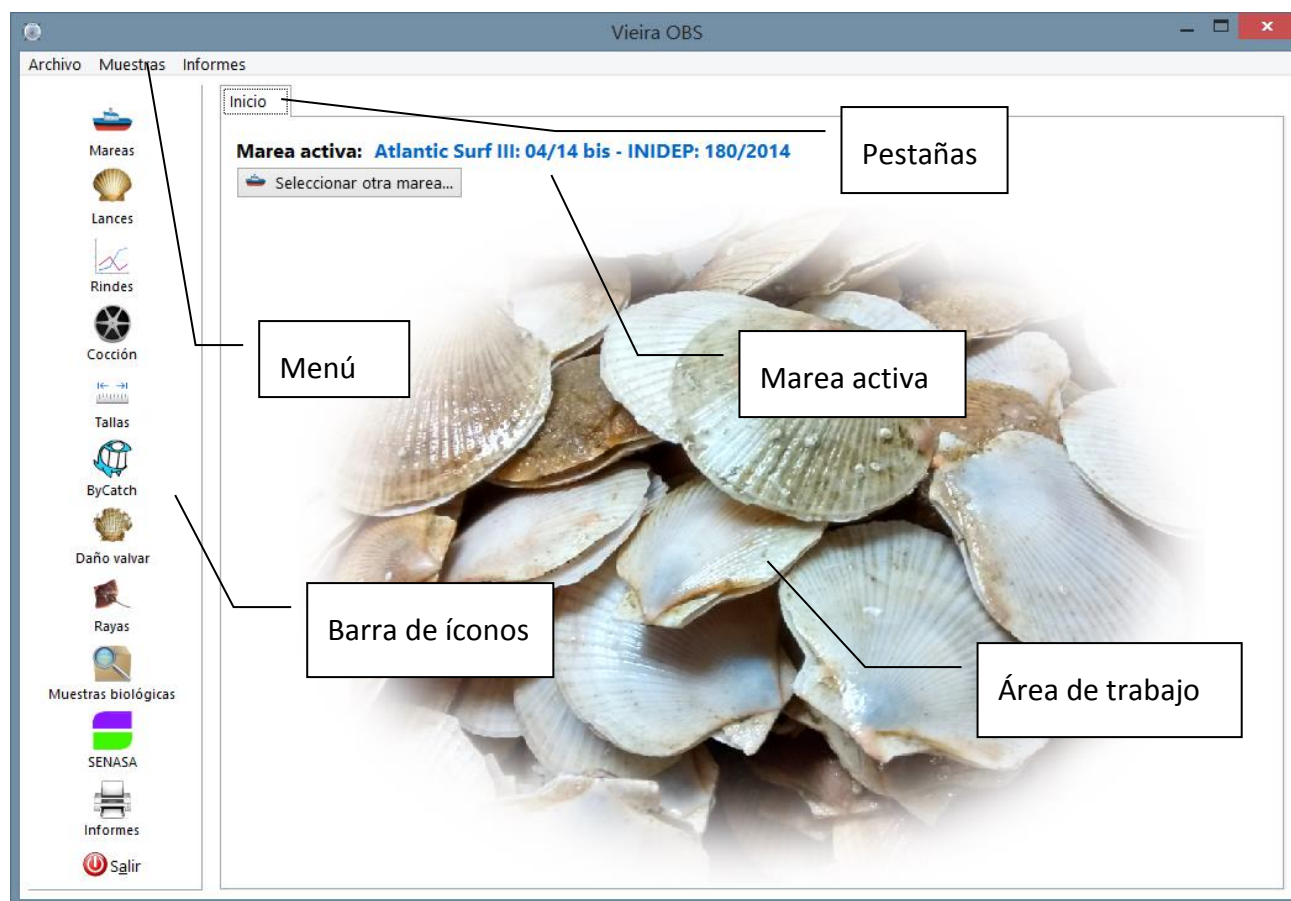 Vieira OBS
Archivo Muestras Informes
Inicio
Marea activa: Atlantic Surf III: 04/14 bis - INIDEP: 180/2014
Seleccionar otra marea...
Mareas
Lances
Rindes
Cocción
Tallas
ByCatch
Daño valvar
Rayas
Muestras biológicas
SENASA
Informes
Salir
Pestañas
Menú
Marea activa
Barra de íconos
Área de trabajo